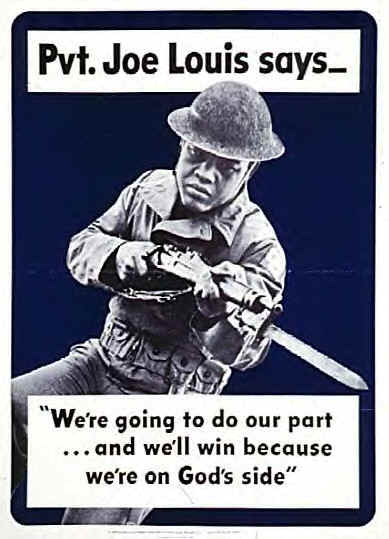 Pvt. Joe Louis says_
"We're going to do our part
...and we'll win because
we're on God's side"